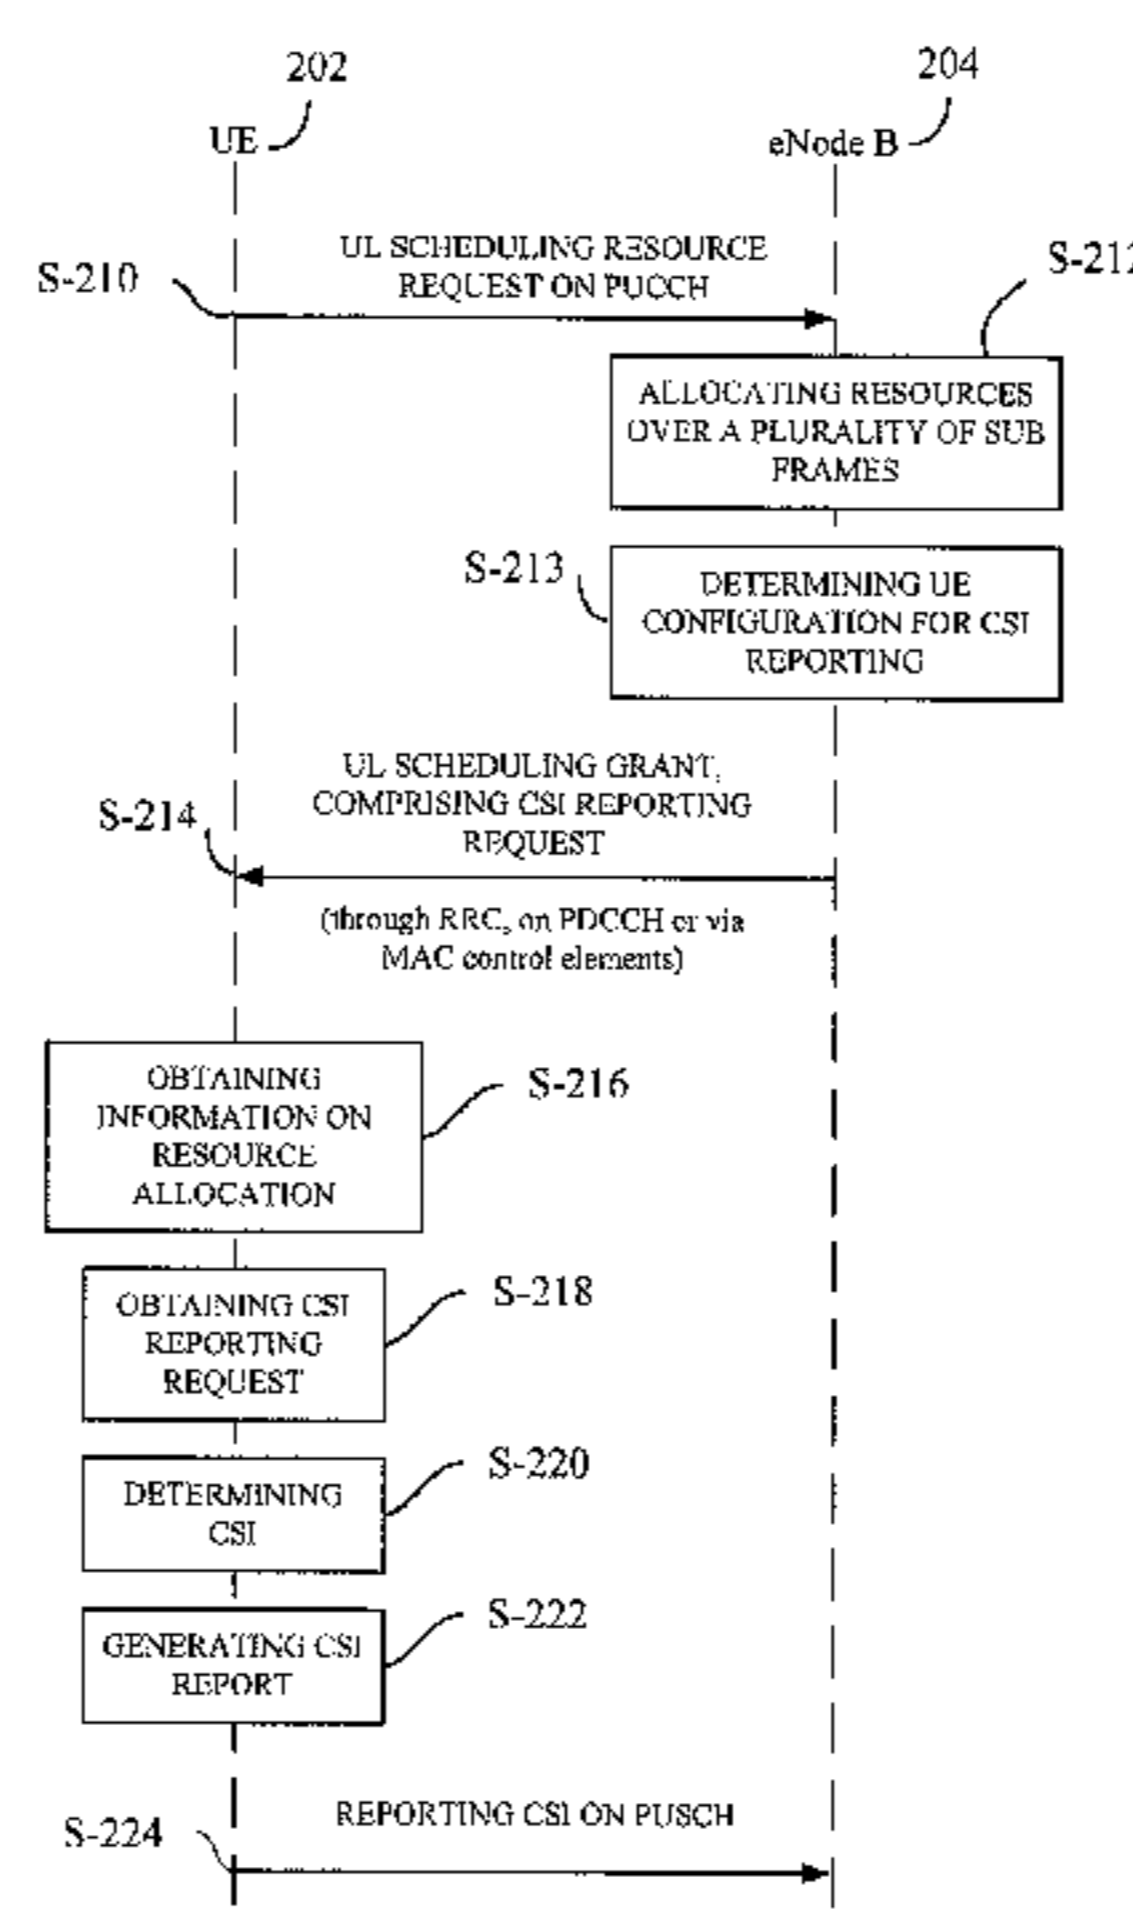 202
204
UE
eNode B
UL SCHEDULING RESOURCE
REQUEST ON PUCCH
S-210
S-212
ALLOCATING RESOURCES
OVER A PLURALITY OF SUB
FRAMES
S-213
DETERMINING UE
CONFIGURATION FOR CSI
REPORTING
UL SCHEDULING GRANT,
COMPRISING CSI REPORTING
REQUEST
S-214
(through RRC, on PDCCH or via
MAC control elements)
OBTAINING
INFORMATION ON
RESOURCE
ALLOCATION
S-216
OBTAINING CSI
REPORTING
REQUEST
S-218
DETERMINING
CSI
S-220
GENERATING CSI
REPORT
S-222
REPORTING CSI ON PUSCH
S-224